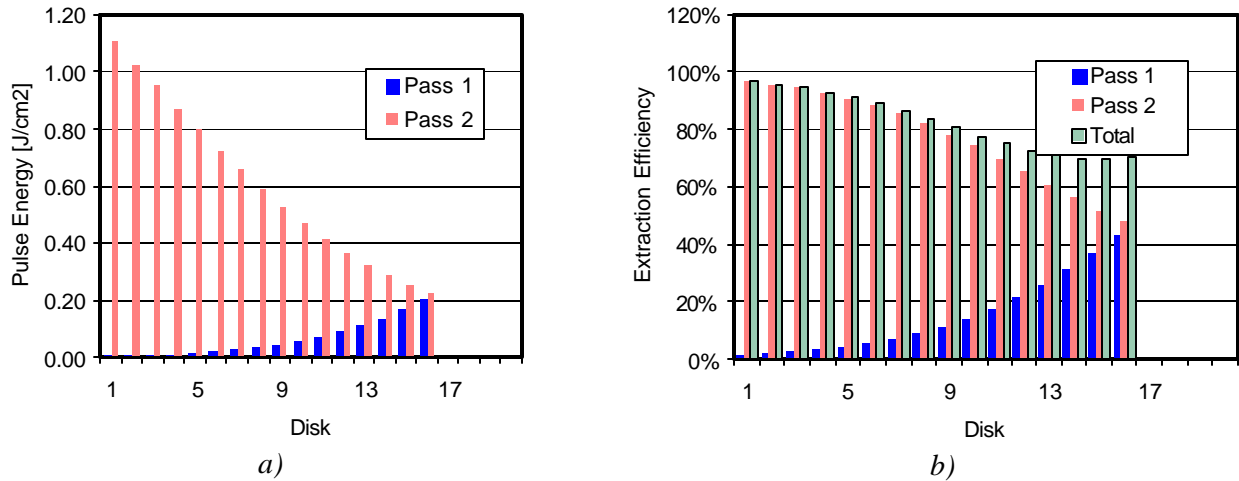 1.20
1.00
0.80
0.60
0.40
0.20
0.00
Pulse Energy [J/cm2]
Pass 1
Pass 2
1 5 9 13 17
Disk
a)
120%
100%
80%
60%
40%
20%
0%
Extraction Efficiency
Pass 1
Pass 2
Total
1 5 9 13 17
Disk
b)